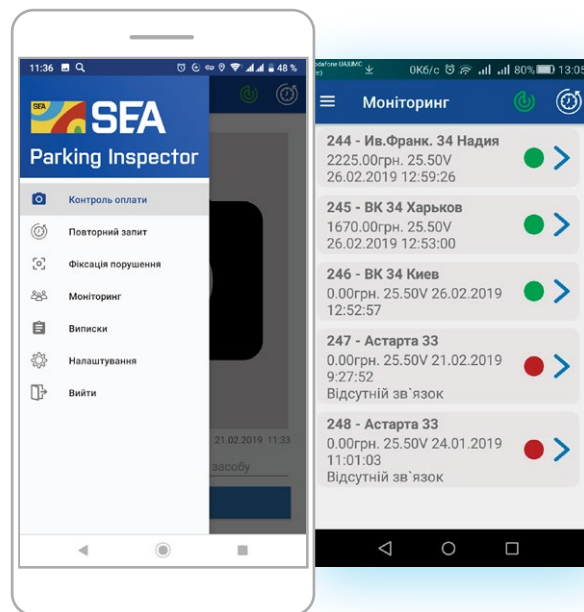 11:36
48 %
SEA
SEA
Parking Inspector
Контроль оплати
Повторний запит
Фіксація порушення
Моніторинг
Виписки
Налаштування
Вийти
21.02.2019 11:33
засобу
0Кб/с
80%
13:05
Моніторинг
244 - Ив.Франк. 34 Надия
2225.00грн. 25.50V
26.02.2019 12:59:26
245 - ВК 34 Харьков
1670.00грн. 25.50V
26.02.2019 12:53:00
246 - ВК 34 Киев
0.00грн. 25.50V 26.02.2019
12:52:57
247 - Астарта 33
0.00грн. 25.50V 21.02.2019
9:27:52
Відсутній зв`язок
248 - Астарта 33
0.00грн. 25.50V 24.01.2019
11:01:03
Відсутній зв`язок